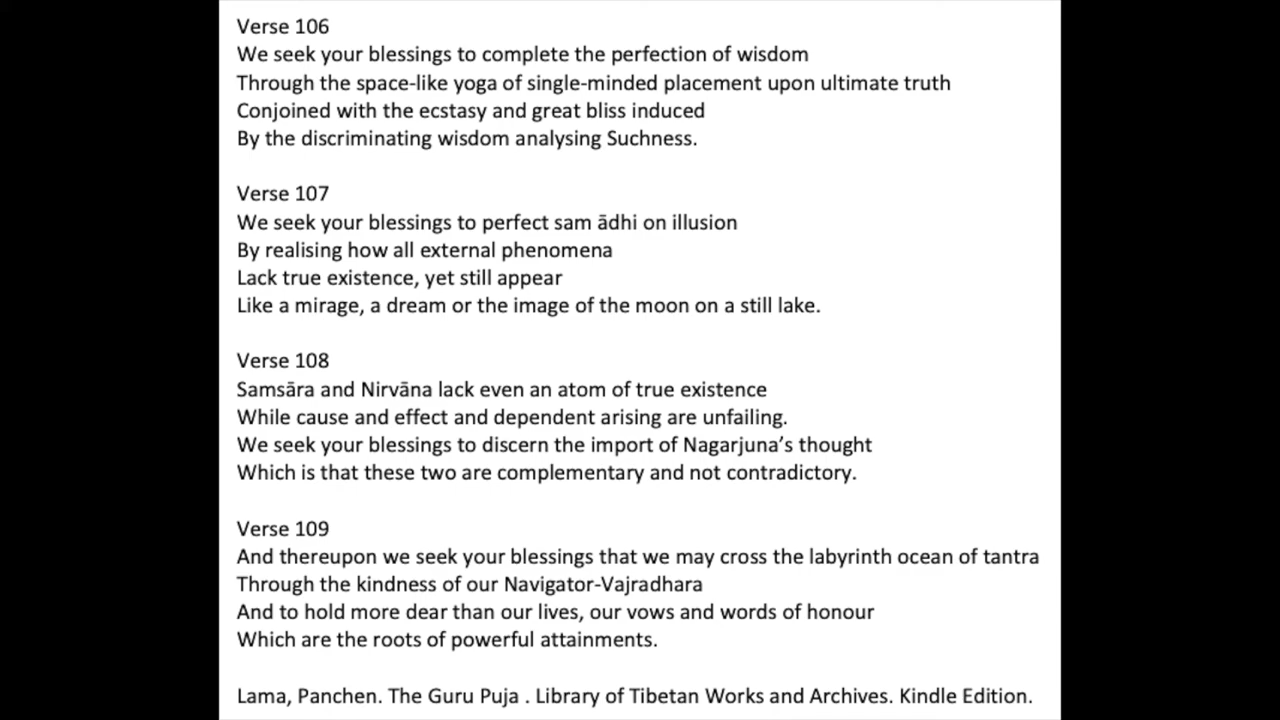 Verse 106
We seek your blessings to complete the perfection of wisdom
Through the space-like yoga of single-minded placement upon ultimate truth
Conjoined with the ecstasy and great bliss induced
By the discriminating wisdom analysing Suchness.
Verse 107
We seek your blessings to perfect sam ādhi on illusion
By realising how all external phenomena
Lack true existence, yet still appear
Like a mirage, a dream or the image of the moon on a still lake.
Verse 108
Samsāra and Nirvāna lack even an atom of true existence
While cause and effect and dependent arising are unfailing.
We seek your blessings to discern the import of Nagarjuna’s thought
Which is that these two are complementary and not contradictory.
Verse 109
And thereupon we seek your blessings that we may cross the labyrinth ocean of tantra
Through the kindness of our Navigator-Vajradhara
And to hold more dear than our lives, our vows and words of honour
Which are the roots of powerful attainments.
Lama, Panchen. The Guru Puja . Library of Tibetan Works and Archives. Kindle Edition.